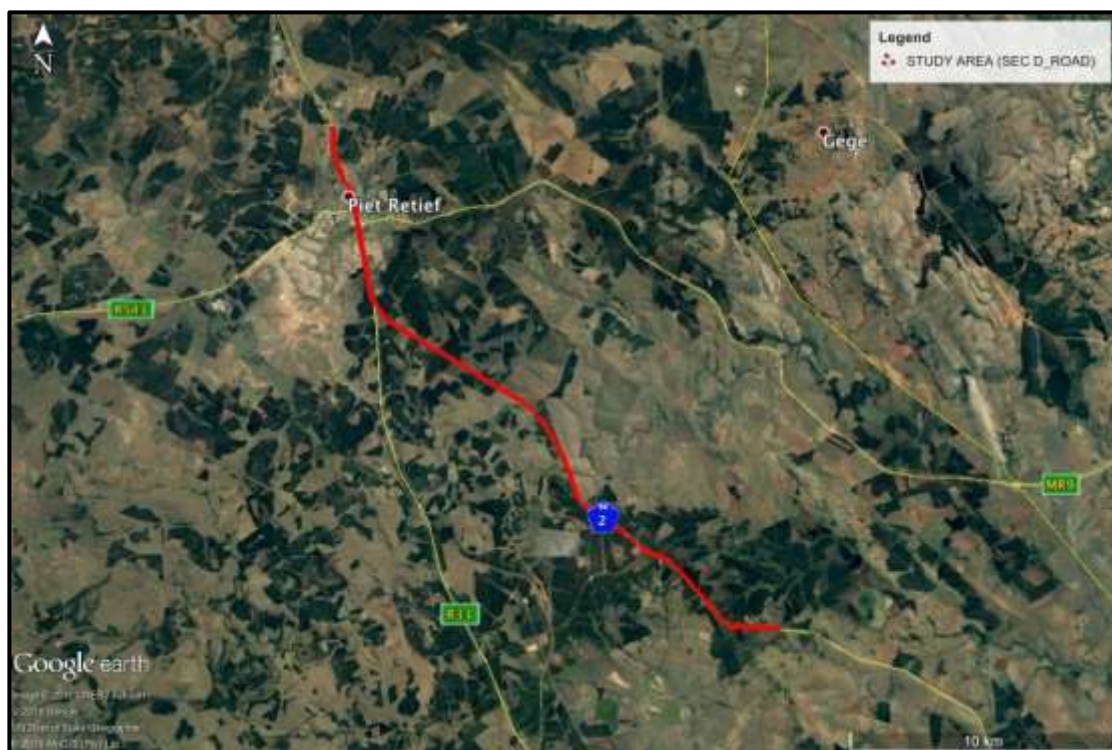 N
Legend
STUDY AREA (SEC D_ROAD)
Gege
Piet Retief
R543
N
2
MR9
R33
Google earth
10 km